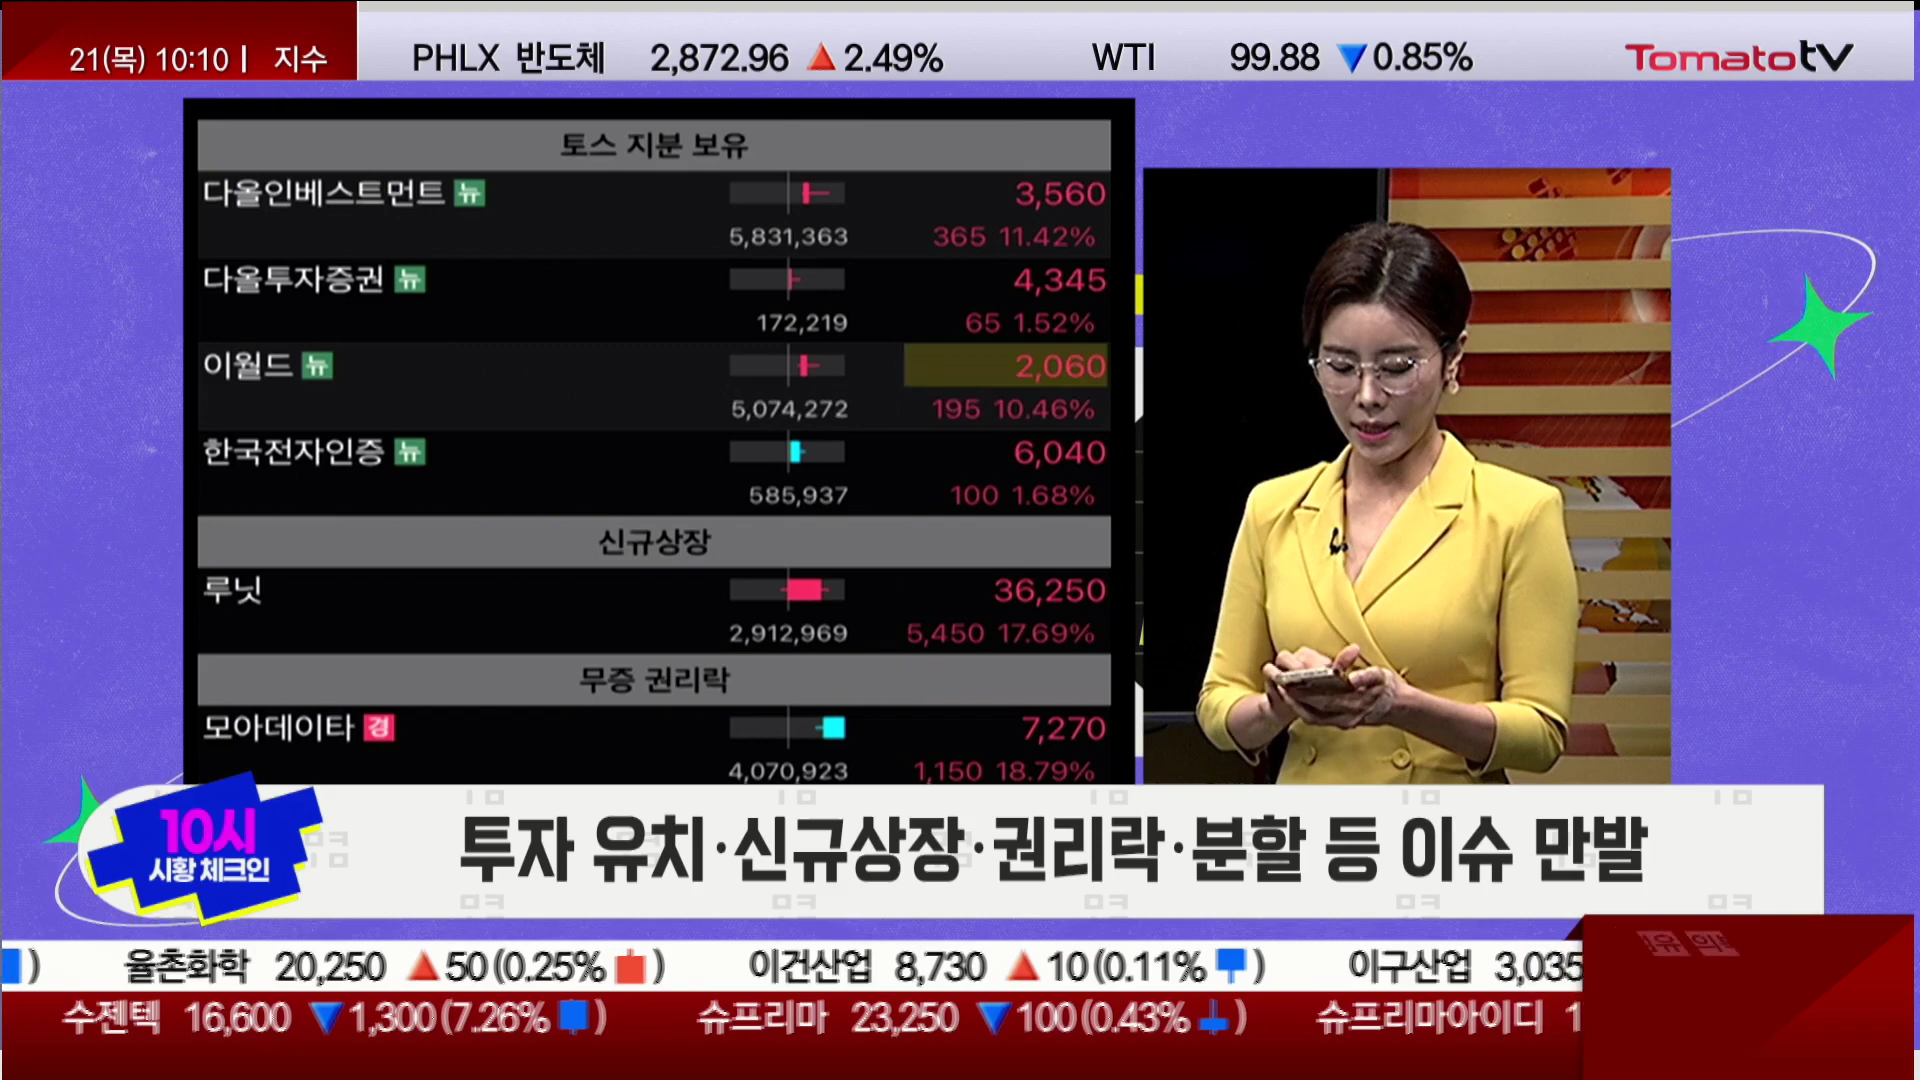 21(목) 10:10 | 지수 PHLX 반도체 2,872.96 ▲ 2.49% WTI 99.88 ▼ 0.85% Tomatotv
토스 지분 보유
다올인베스트먼트 뉴 3,560
5,831,363 365 11.42%
다올투자증권 뉴 4,345
172,219 65 1.52%
이월드 뉴 2,060
5,074,272 195 10.46%
한국전자인증 뉴 6,040
585,937 100 1.68%
신규상장
루닛 36,250
2,912,969 5,450 17.69%
무증 권리락
모아데이타 경 7,270
4,070,923 1,150 18.79%
10시
시황 체크인
투자 유치·신규상장·권리락·분할 등 이슈 만발
) 율촌화학 20,250 ▲ 50(0.25% ) 이건산업 8,730 ▲ 10(0.11% ) 이구산업 3,035
수젠텍 16,600 ▼ 1,300(7.26% ) 슈프리마 23,250 ▼ 100(0.43% ) 슈프리마아이디 1